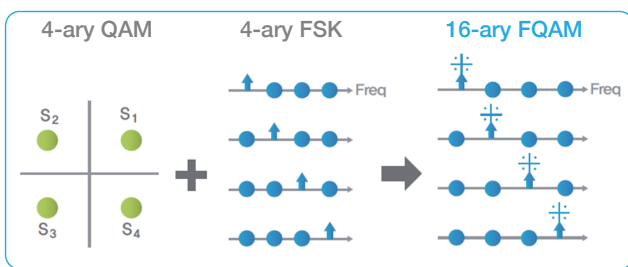 4-ary QAM
4-ary FSK
16-ary FQAM
S2
S1
S3
S4
Freq
Freq